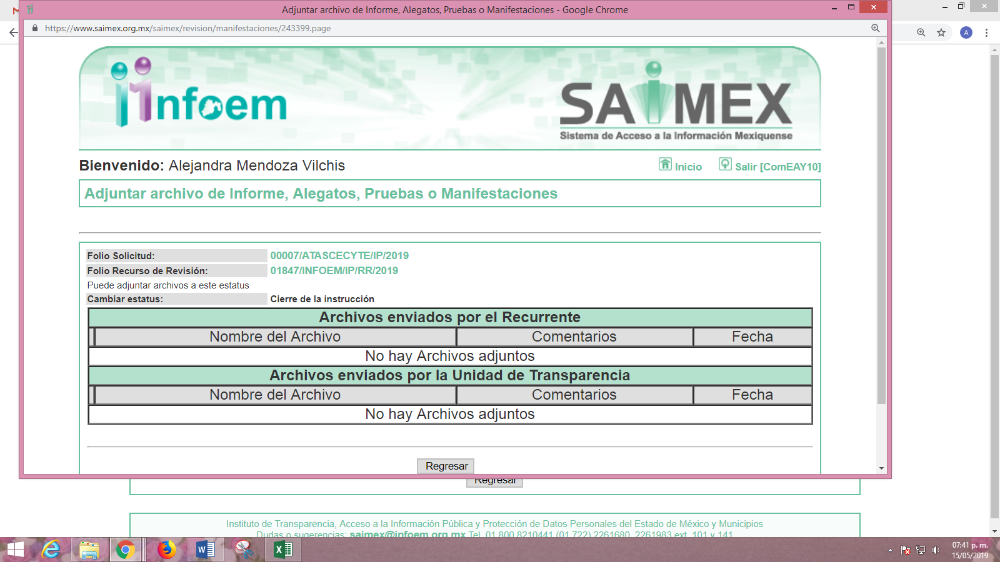 Adjuntar archivo de Informe, Alegatos, Pruebas o Manifestaciones - Google Chrome
https://www.saimex.org.mx/saimex/revision/manifestaciones/243399.page
A
infoem
SAIMEX
Sistema de Acceso a la Información Mexiquense
Bienvenido: Alejandra Mendoza Vilchis
Inicio
Salir [ComEAY10]
Adjuntar archivo de Informe, Alegatos, Pruebas o Manifestaciones
Folio Solicitud: 00007/ATASCECYTE/IP/2019
Folio Recurso de Revisión: 01847/INFOEM/IP/RR/2019
Puede adjuntar archivos a este estatus
Cambiar estatus: Cierre de la instrucción
Archivos enviados por el Recurrente
Nombre del Archivo Comentarios Fecha
No hay Archivos adjuntos
Archivos enviados por la Unidad de Transparencia
Nombre del Archivo Comentarios Fecha
No hay Archivos adjuntos
Regresar
Regresar
Instituto de Transparencia, Acceso a la Información Pública y Protección de Datos Personales del Estado de México y Municipios
Dudas o sugerencias: saimex@infoem.org.mx Tel. 01 800 8210441 (01 722) 2261680, 2261983 ext. 101 y 141
07:41 p. m.
15/05/2019